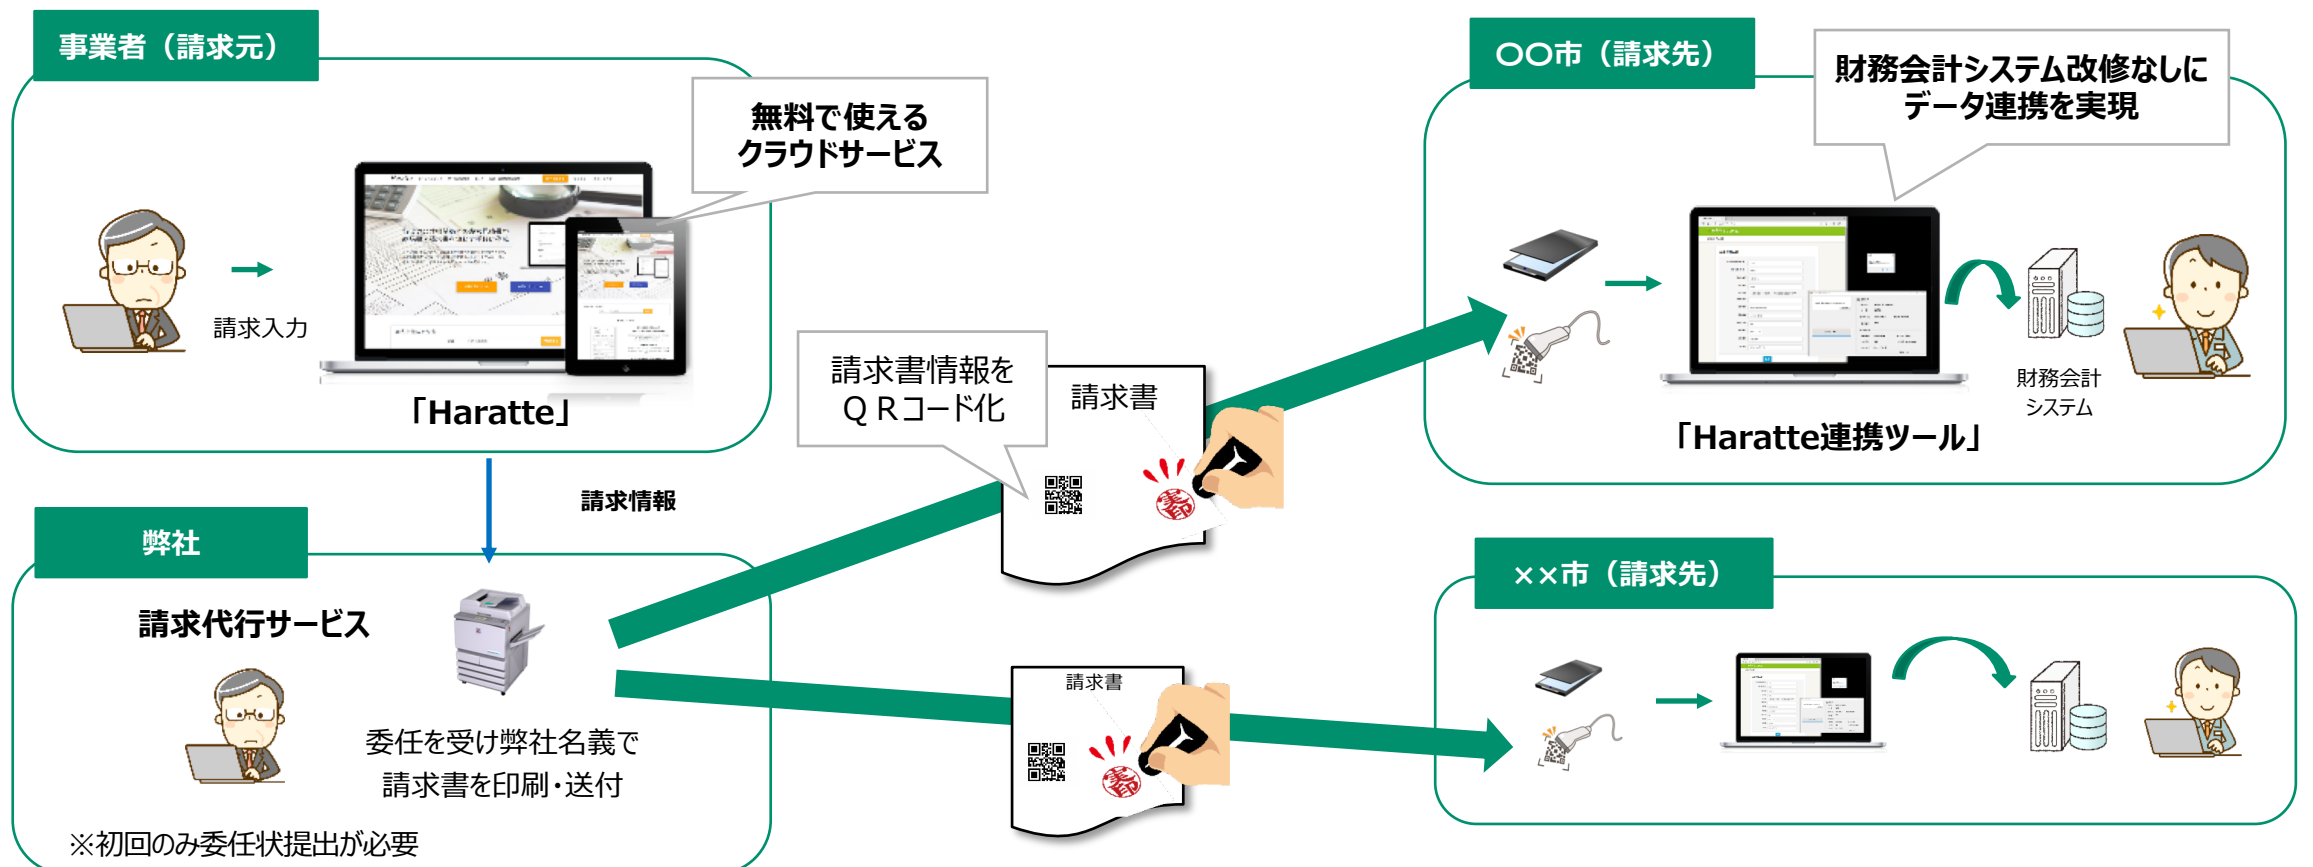 事業者（請求元）
無料で使える
クラウドサービス
請求入力
「Haratte」
請求情報
弊社
請求代行サービス
委任を受け弊社名義で
請求書を印刷・送付
※初回のみ委任状提出が必要
請求書情報を
ＱＲコード化
請求書
実印
請求書
実印
〇〇市（請求先）
財務会計システム改修なしに
データ連携を実現
財務会計
システム
「Haratte連携ツール」
××市（請求先）